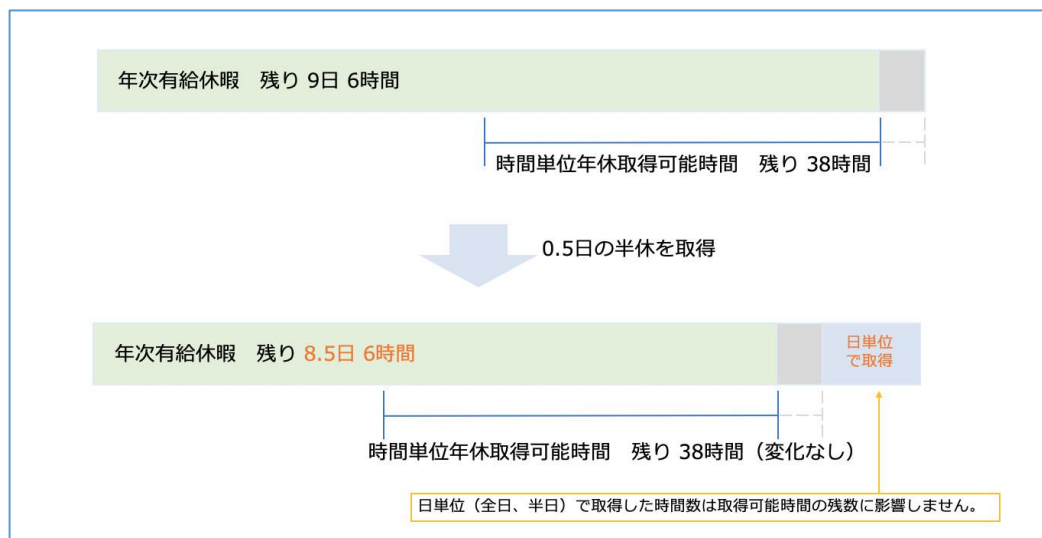 年次有給休暇　残り 9日 6時間
時間単位年休取得可能時間　残り 38時間
0.5日の半休を取得
年次有給休暇　残り 8.5日 6時間
日単位
で取得
時間単位年休取得可能時間　残り 38時間（変化なし）
日単位（全日、半日）で取得した時間数は取得可能時間の残数に影響しません。